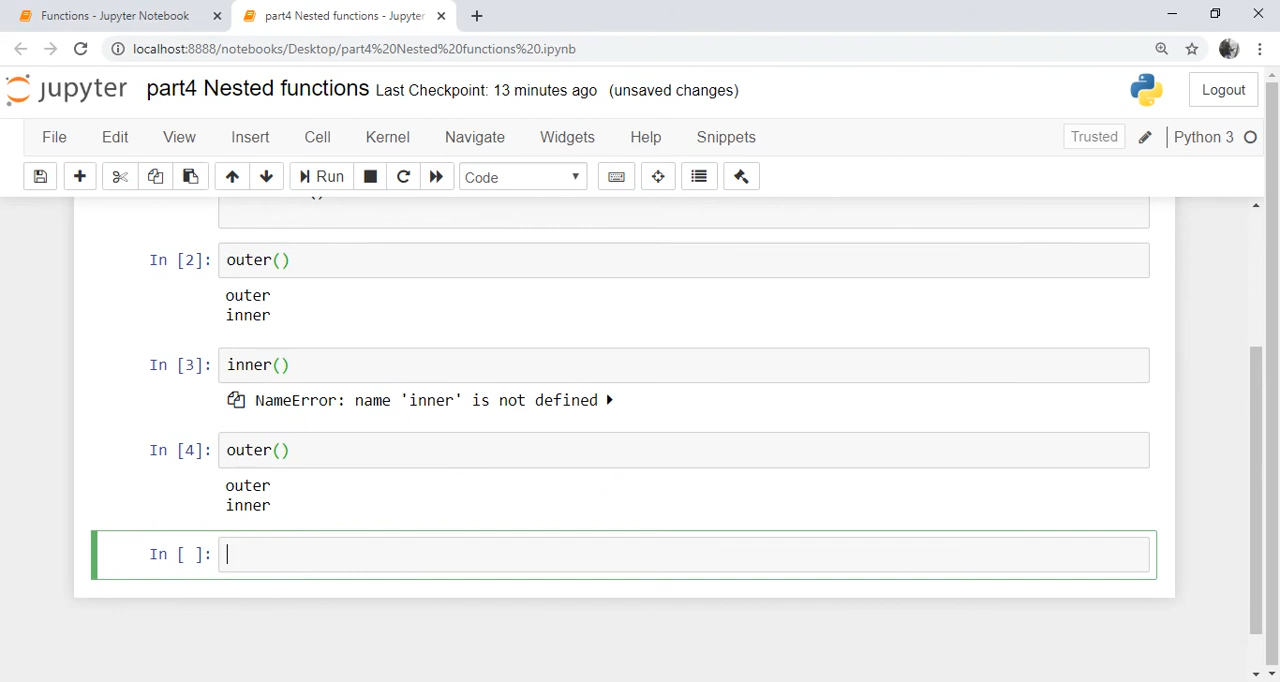 Functions - Jupyter Notebook
part4 Nested functions - Jupyter
localhost:8888/notebooks/Desktop/part4%20Nested%20functions%20.ipynb
jupyter part4 Nested functions Last Checkpoint: 13 minutes ago (unsaved changes)
Logout
File Edit View Insert Cell Kernel Navigate Widgets Help Snippets
Trusted Python 3
Run Code
In [2]: outer()
outer
inner
In [3]: inner()
NameError: name 'inner' is not defined
In [4]: outer()
outer
inner
In [ ]: